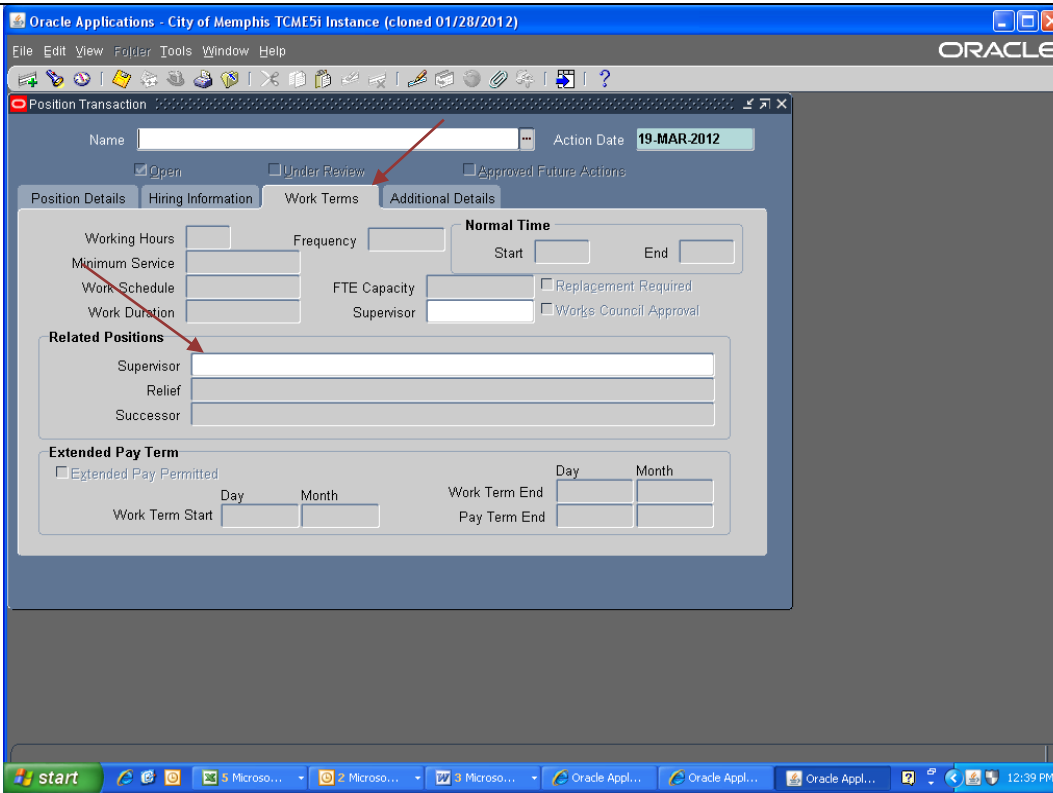 Oracle Applications - City of Memphis TCME5i Instance (cloned 01/28/2012)
File Edit View Folder Tools Window Help
ORACLE
Position Transaction
Name
Action Date 19-MAR-2012
Open Under Review Approved Future Actions
Position Details Hiring Information Work Terms Additional Details
Working Hours Frequency Normal Time
Start End
Minimum Service
Work Schedule FTE Capacity Replacement Required
Work Duration Supervisor Works Council Approval
Related Positions
Supervisor
Relief
Successor
Extended Pay Term
Extended Pay Permitted
Day Month Day Month
Work Term Start Work Term End
Pay Term End
start 5 Microso... 2 Microso... 3 Microso... Oracle Appl... Oracle Appl... Oracle Appl... 12:39 PM